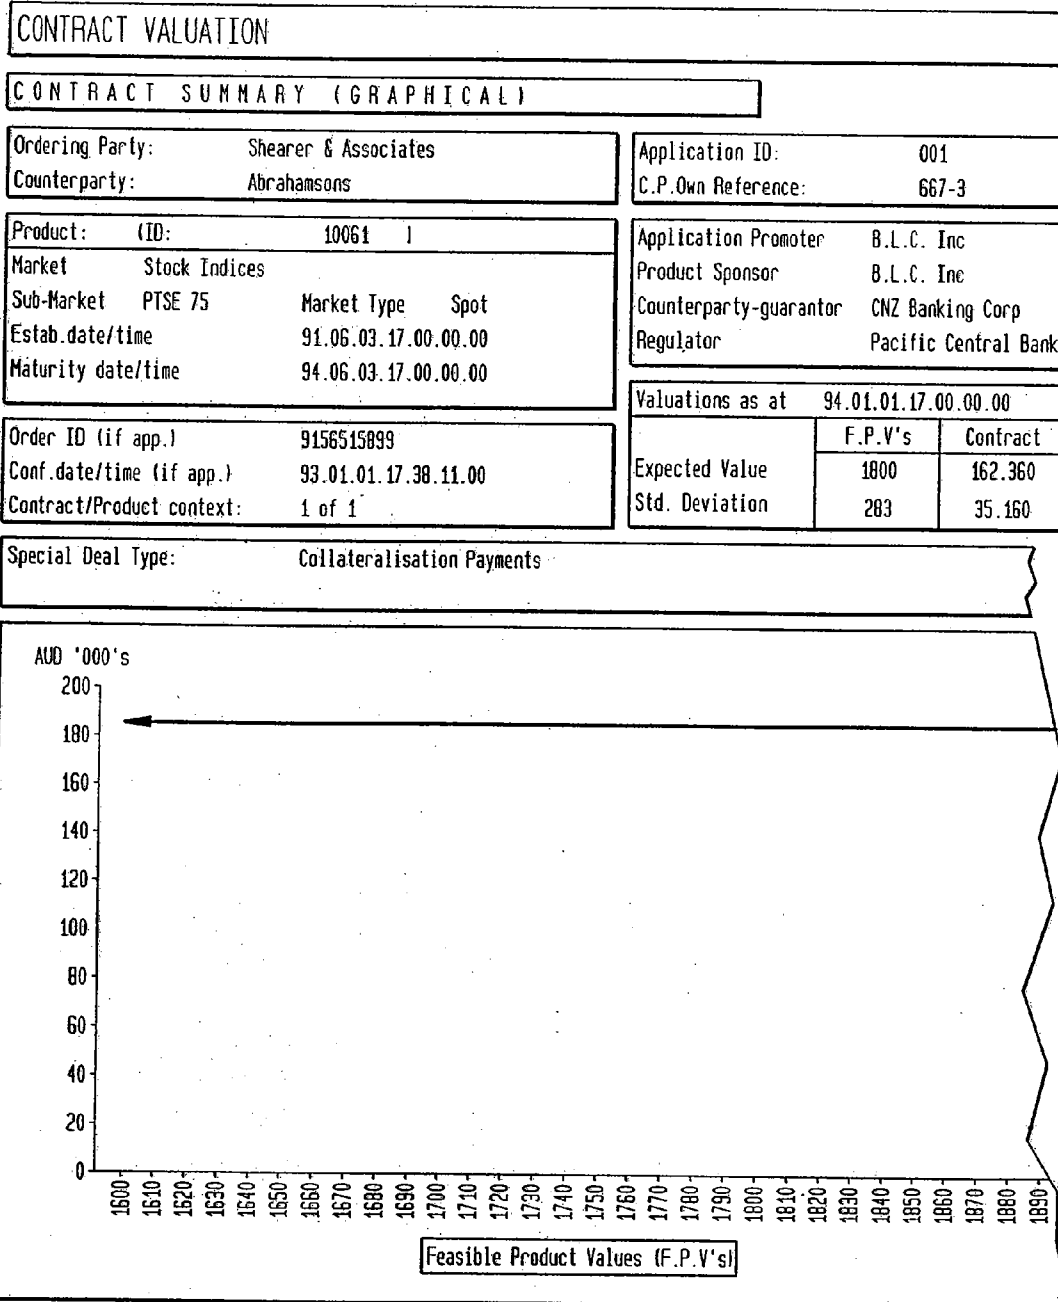 CONTRACT VALUATION
CONTRACT SUMMARY (GRAPHICAL)
Ordering Party: Shearer & Associates
Counterparty: Abrahamsons
Application ID: 001
C.P.Own Reference: 667-3
Product: (ID: 10061 )
Market Stock Indices
Sub-Market PTSE 75 Market Type Spot
Estab.date/time 91.06.03.17.00.00.00
Maturity date/time 94.06.03.17.00.00.00
Application Promoter B.L.C. Inc
Product Sponsor B.L.C. Inc
Counterparty-guarantor CNZ Banking Corp
Regulator Pacific Central Bank
Order ID (if app.) 9156515899
Conf.date/time (if app.) 93.01.01.17.38.11.00
Contract/Product context: 1 of 1
Valuations as at 94.01.01.17.00.00.00
F.P.V's Contract
Expected Value 1800 162.360
Std. Deviation 283 35.160
Special Deal Type: Collateralisation Payments
AUD '000's
200
180
160
140
120
100
80
60
40
20
0
1600 1610 1620 1630 1640 1650 1660 1670 1680 1690 1700 1710 1720 1730 1740 1750 1760 1770 1780 1790 1800 1810 1820 1830 1840 1850 1860 1870 1880 1890
Feasible Product Values (F.P.V's)